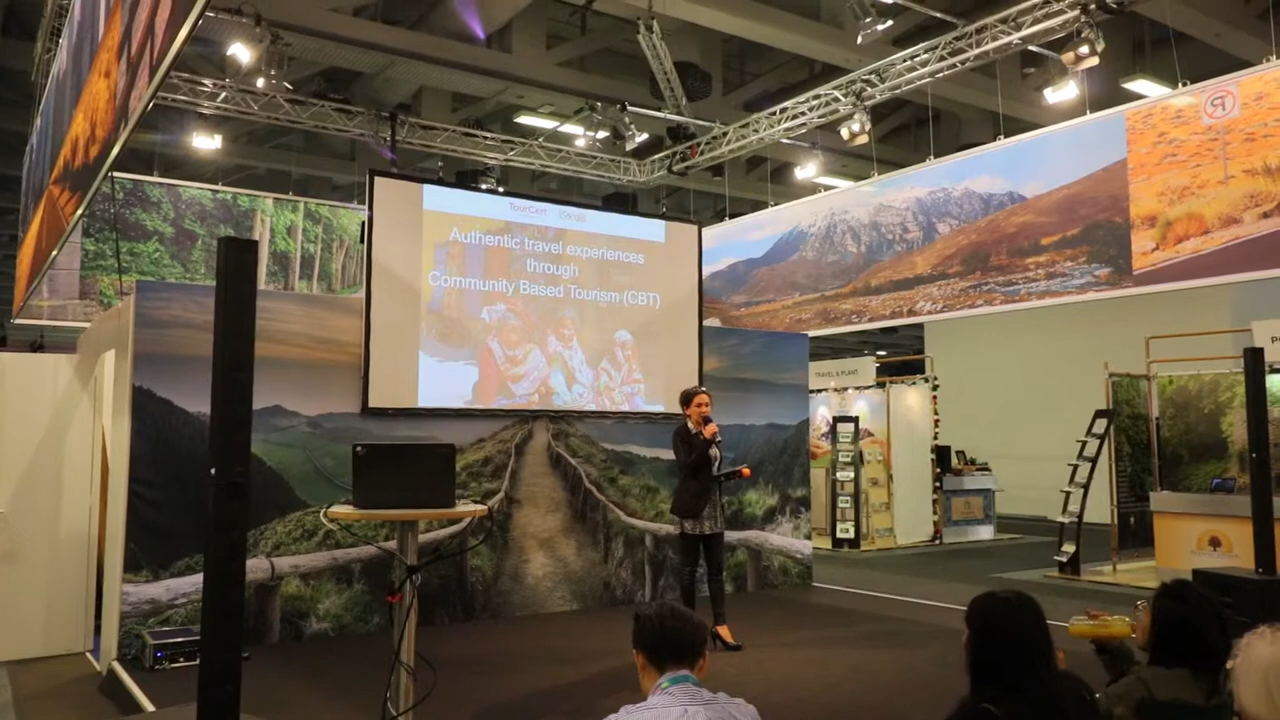 TourCert
Authentic travel experiences
through
Community Based Tourism (CBT)
TRAVEL & PLANT